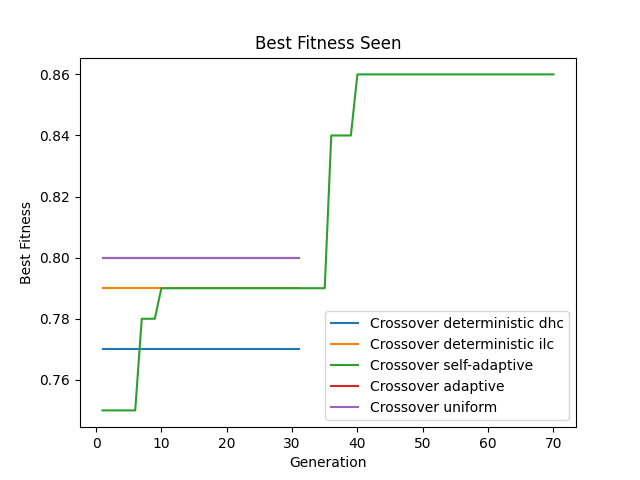 Best Fitness Seen
0.86
0.84
0.82
0.80
0.78
0.76
Best Fitness
0 10 20 30 40 50 60 70
Generation
Crossover deterministic dhc
Crossover deterministic ilc
Crossover self-adaptive
Crossover adaptive
Crossover uniform